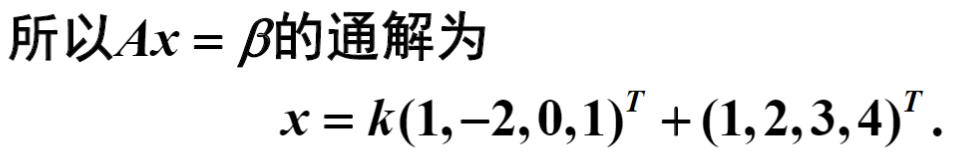 所以Ax = β的通解为
x = k(1,−2,0,1)^T + (1,2,3,4)^T.